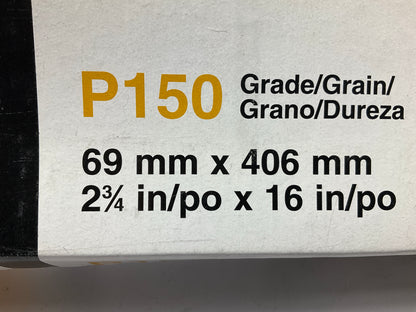 P150 Grade/Grain/
Grano/Dureza
69 mm x 406 mm
2¾ in/po x 16 in/po